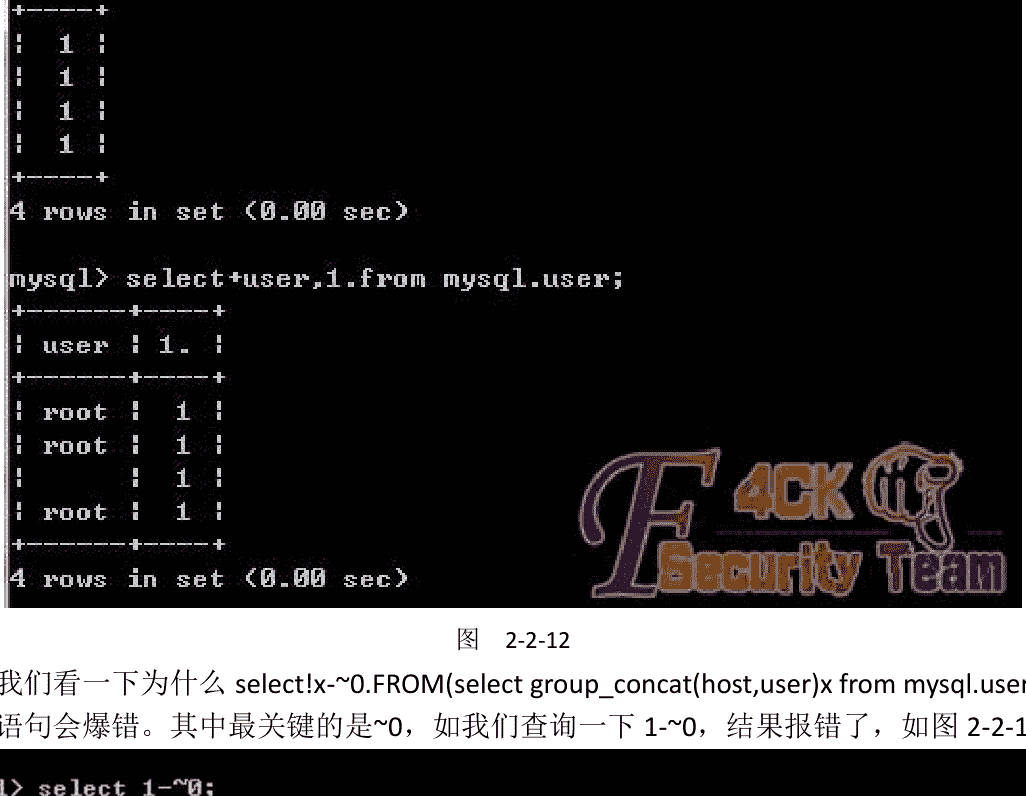 +----+
| 1 |
| 1 |
| 1 |
| 1 |
+----+
4 rows in set (0.00 sec)
mysql> select+user,1.from mysql.user;
+------+----+
| user | 1. |
+------+----+
| root | 1 |
| root | 1 |
| | 1 |
| root | 1 |
+------+----+
4 rows in set (0.00 sec)
F4CK
Security Team
图 2-2-12
我们看一下为什么 select!x-~0.FROM(select group_concat(host,user)x from mysql.user
语句会爆错。其中最关键的是~0，如我们查询一下 1-~0，结果报错了，如图 2-2-1
l> select 1-~0;